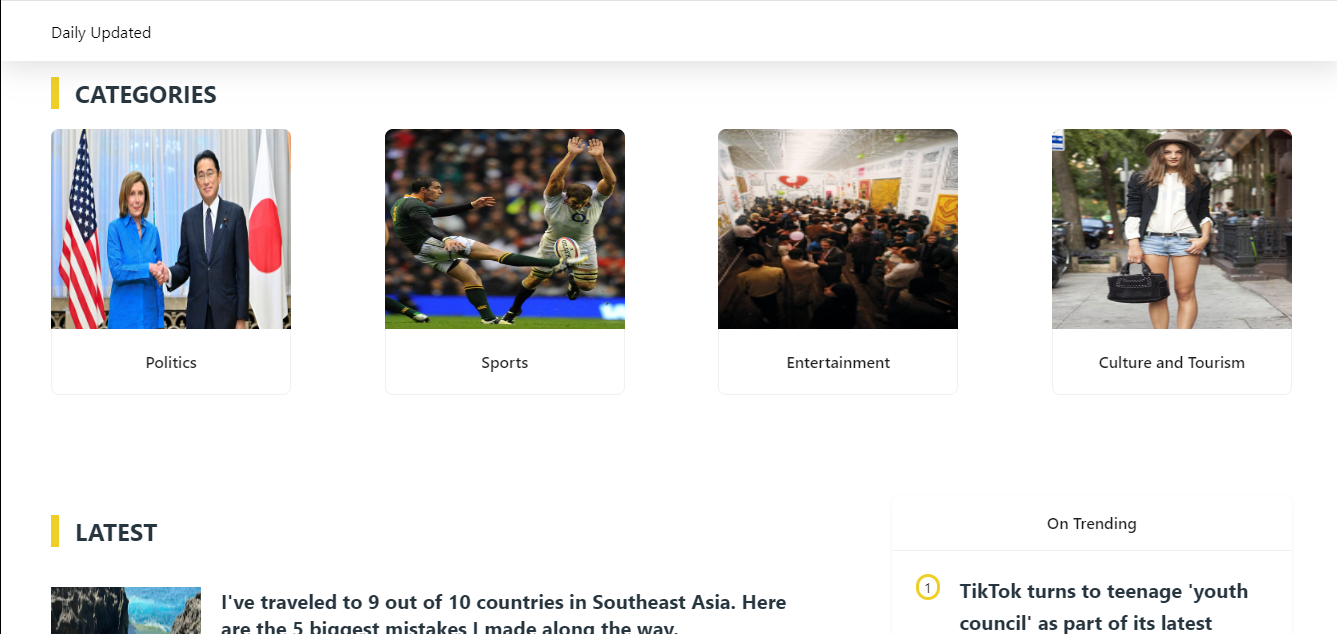 Daily Updated
CATEGORIES
Politics
Sports
Entertainment
Culture and Tourism
LATEST
I've traveled to 9 out of 10 countries in Southeast Asia. Here
are the 5 biggest mistakes I made along the way.
On Trending
1
TikTok turns to teenage 'youth
council' as part of its latest